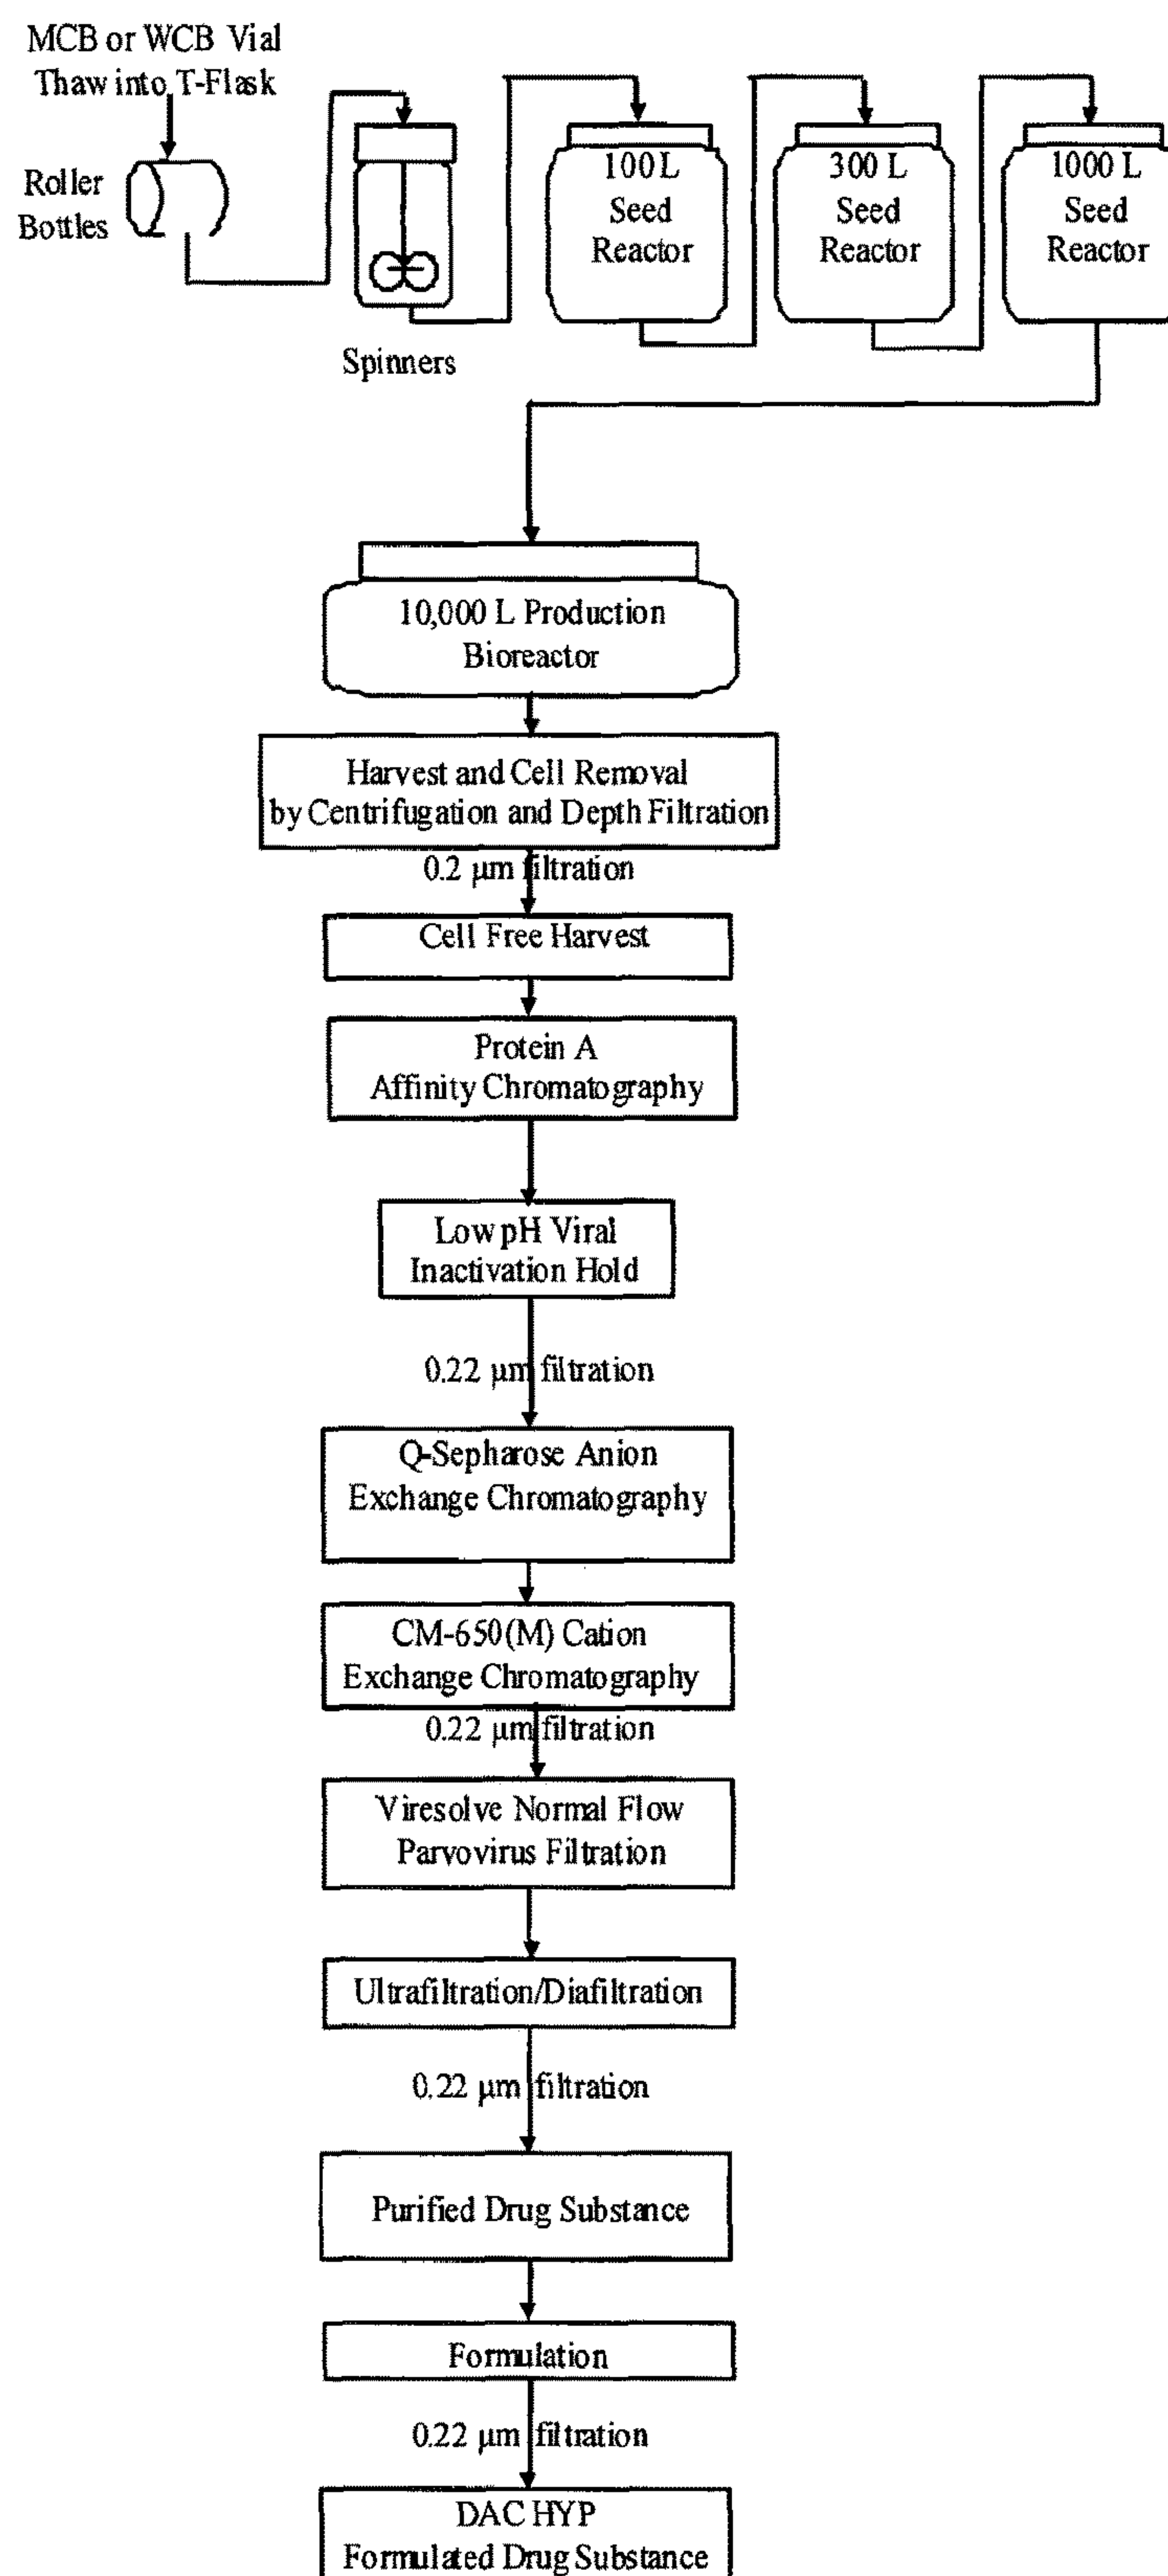 MCB or WCB Vial
Thaw into T-Flask
Roller
Bottles
Spinners
100 L
Seed
Reactor
300 L
Seed
Reactor
1000 L
Seed
Reactor
10,000 L Production
Bioreactor
Harvest and Cell Removal
by Centrifugation and Depth Filtration
0.2 µm filtration
Cell Free Harvest
Protein A
Affinity Chromatography
Low pH Viral
Inactivation Hold
0.22 µm filtration
Q-Sepharose Anion
Exchange Chromatography
CM-650(M) Cation
Exchange Chromatography
0.22 µm filtration
Viresolve Normal Flow
Parvovirus Filtration
Ultrafiltration/Diafiltration
0.22 µm filtration
Purified Drug Substance
Formulation
0.22 µm filtration
DAC HYP
Formulated Drug Substance